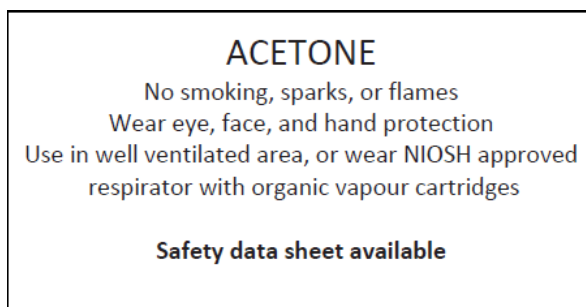 ACETONE
No smoking, sparks, or flames
Wear eye, face, and hand protection
Use in well ventilated area, or wear NIOSH approved
respirator with organic vapour cartridges
Safety data sheet available